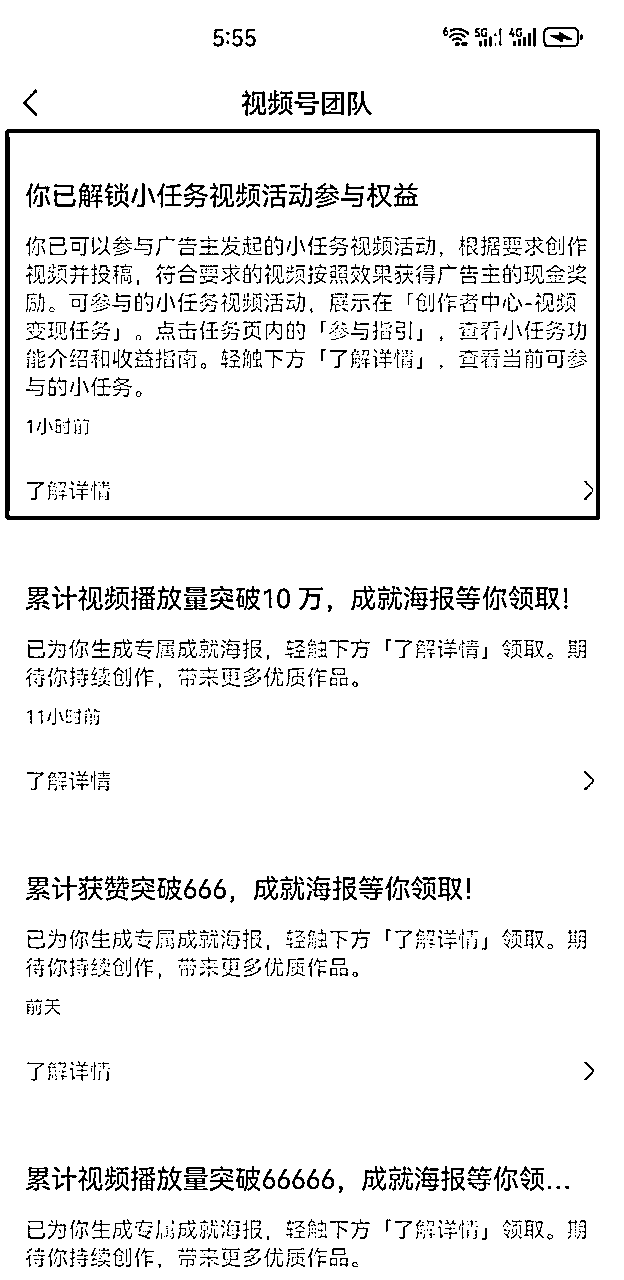 5:55
6 5G 4G
视频号团队
你已解锁小任务视频活动参与权益
你已可以参与广告主发起的小任务视频活动，根据要求创作
视频并投稿，符合要求的视频按照效果获得广告主的现金奖
励。可参与的小任务视频活动，展示在「创作者中心-视频
变现任务」。点击任务页内的「参与指引」，查看小任务功
能介绍和收益指南。轻触下方「了解详情」，查看当前可参
与的小任务。
1小时前
了解详情
累计视频播放量突破10 万，成就海报等你领取!
已为你生成专属成就海报，轻触下方「了解详情」领取。期
待你持续创作，带来更多优质作品。
11小时前
了解详情
累计获赞突破666，成就海报等你领取!
已为你生成专属成就海报，轻触下方「了解详情」领取。期
待你持续创作，带来更多优质作品。
前天
了解详情
累计视频播放量突破66666，成就海报等你领...
已为你生成专属成就海报，轻触下方「了解详情」领取。期
待你持续创作，带来更多优质作品。